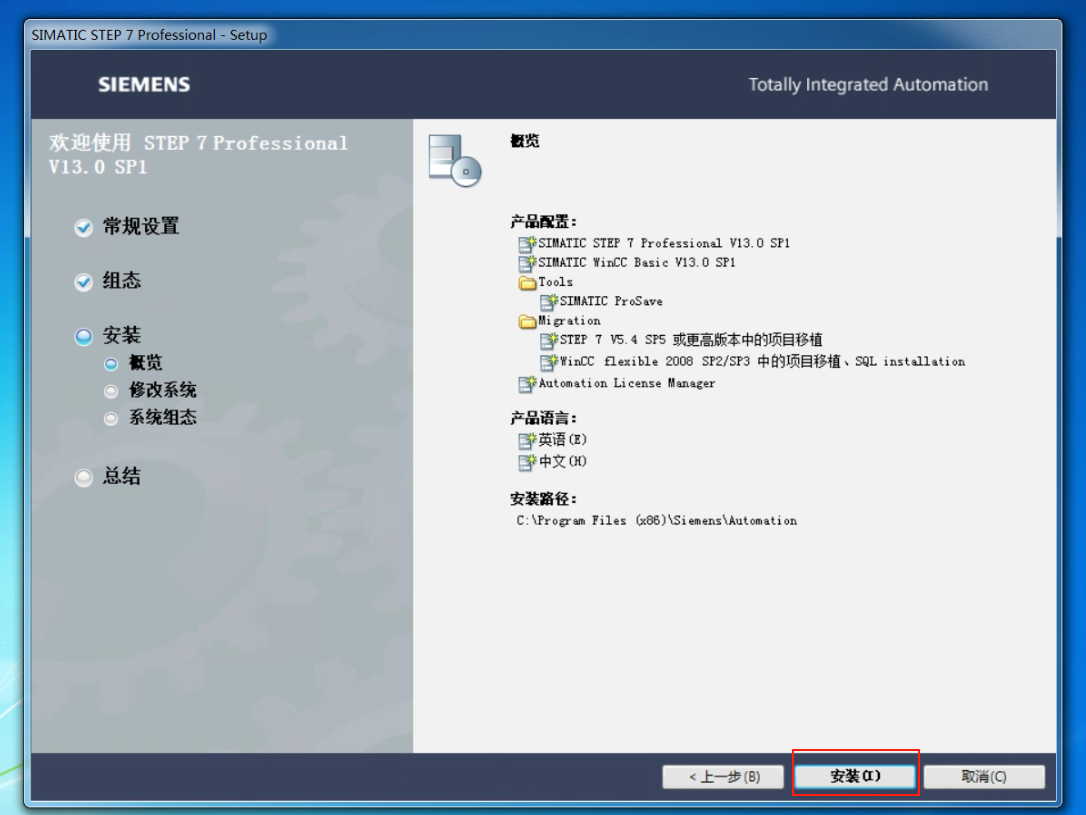 SIMATIC STEP 7 Professional - Setup
SIEMENS
Totally Integrated Automation
欢迎使用 STEP 7 Professional
V13.0 SP1
常规设置
组态
安装
概览
修改系统
系统组态
总结
概览
产品配置:
SIMATIC STEP 7 Professional V13.0 SP1
SIMATIC WinCC Basic V13.0 SP1
Tools
SIMATIC ProSave
Migration
STEP 7 V5.4 SP5 或更高版本中的项目移植
WinCC flexible 2008 SP2/SP3 中的项目移植、SQL installation
Automation License Manager
产品语言:
英语(E)
中文(H)
安装路径:
C:\Program Files (x86)\Siemens\Automation
< 上一步(B)
安装(I)
取消(C)